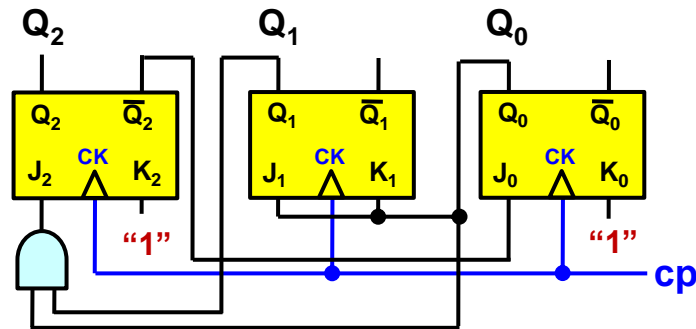 Q₂ Q₁ Q₀
Q₂ Q̅₂ Q₁ Q̅₁ Q₀ Q̅₀
J₂ CK K₂ J₁ CK K₁ J₀ CK K₀
“1” “1”
cp